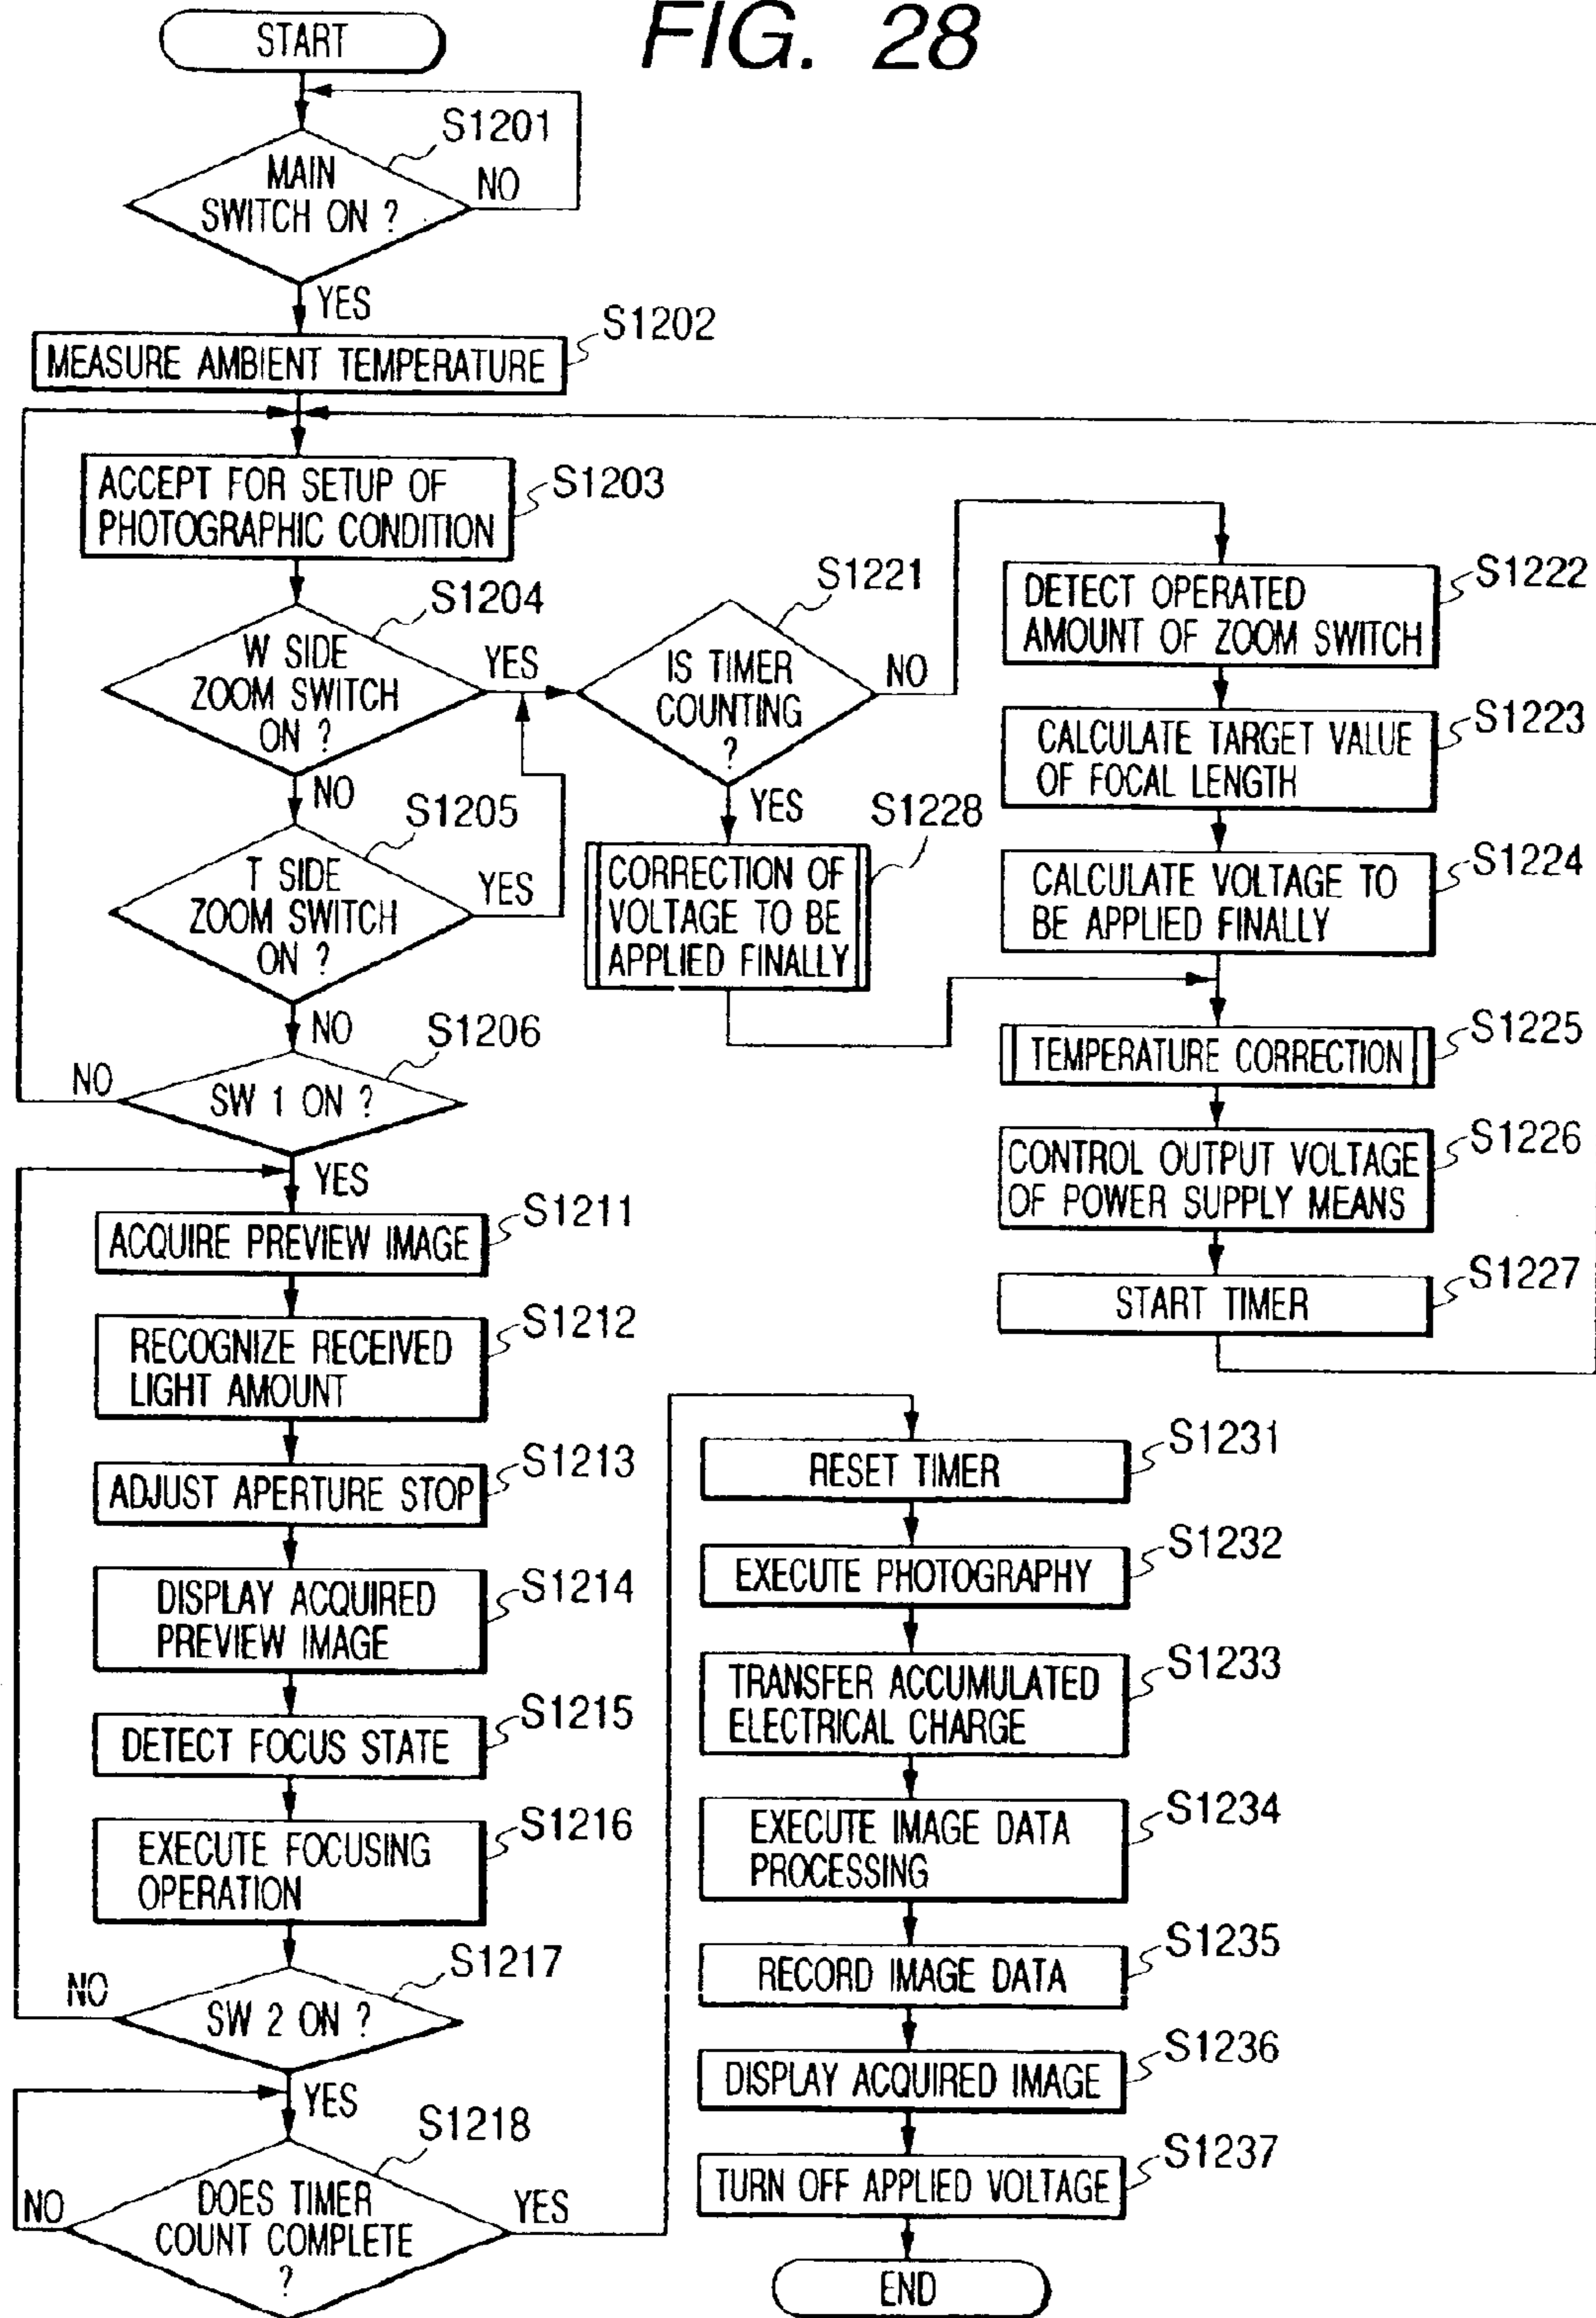 FIG. 28
START
S1201
MAIN
SWITCH ON ?
NO
YES
S1202
MEASURE AMBIENT TEMPERATURE
ACCEPT FOR SETUP OF
PHOTOGRAPHIC CONDITION
S1203
S1204
W SIDE
ZOOM SWITCH
ON ?
YES
NO
S1205
T SIDE
ZOOM SWITCH
ON ?
YES
NO
S1206
SW 1 ON ?
NO
YES
S1211
ACQUIRE PREVIEW IMAGE
S1212
RECOGNIZE RECEIVED
LIGHT AMOUNT
S1213
ADJUST APERTURE STOP
S1214
DISPLAY ACQUIRED
PREVIEW IMAGE
S1215
DETECT FOCUS STATE
S1216
EXECUTE FOCUSING
OPERATION
S1217
SW 2 ON ?
NO
YES
S1218
DOES TIMER
COUNT COMPLETE
?
NO
YES
S1221
IS TIMER
COUNTING
?
NO
YES
S1228
CORRECTION OF
VOLTAGE TO BE
APPLIED FINALLY
S1222
DETECT OPERATED
AMOUNT OF ZOOM SWITCH
S1223
CALCULATE TARGET VALUE
OF FOCAL LENGTH
S1224
CALCULATE VOLTAGE TO
BE APPLIED FINALLY
S1225
TEMPERATURE CORRECTION
S1226
CONTROL OUTPUT VOLTAGE
OF POWER SUPPLY MEANS
S1227
START TIMER
S1231
RESET TIMER
S1232
EXECUTE PHOTOGRAPHY
S1233
TRANSFER ACCUMULATED
ELECTRICAL CHARGE
S1234
EXECUTE IMAGE DATA
PROCESSING
S1235
RECORD IMAGE DATA
S1236
DISPLAY ACQUIRED IMAGE
S1237
TURN OFF APPLIED VOLTAGE
END